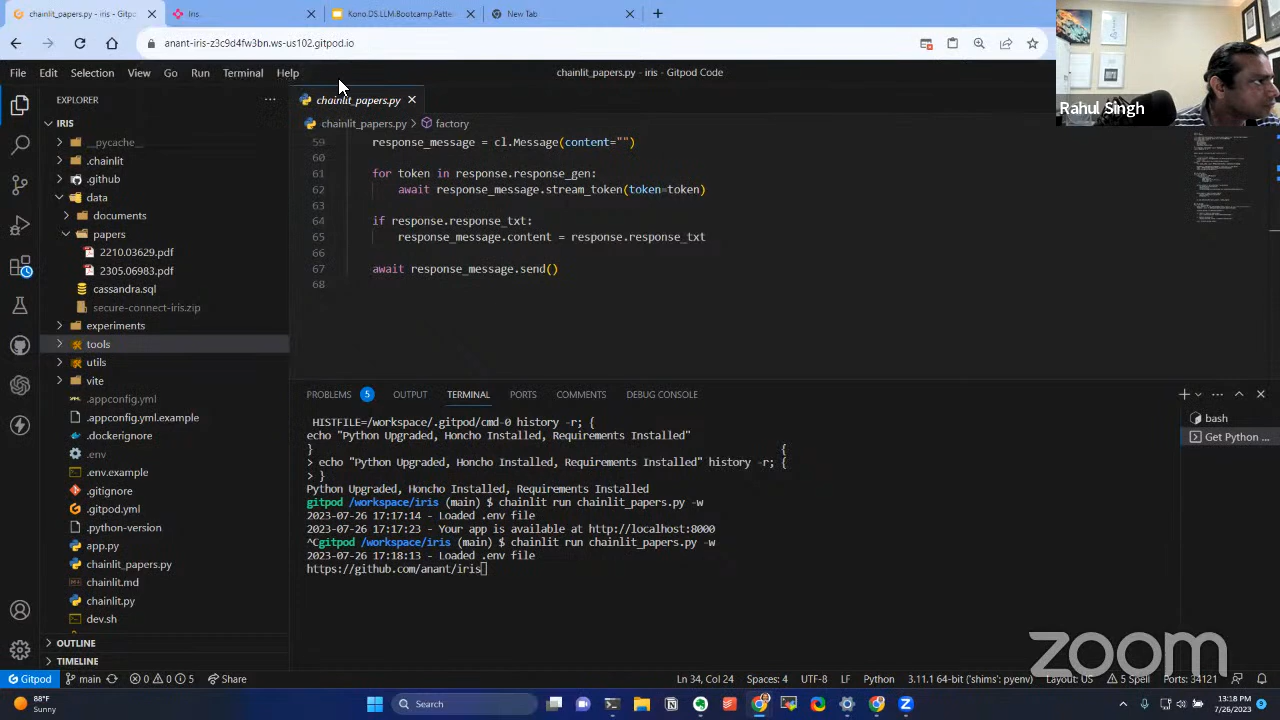 chainlit_papers.py - iris - Gitpod
Iris.
Kono.DS.LLM.Bootcamp.Patte
New Tab
anant-iris-z3c9d4fw3bn.ws-us102.gitpod.io
File Edit Selection View Go Run Terminal Help
chainlit_papers.py - iris - Gitpod Code
Rahul Singh
EXPLORER
chainlit_papers.py
IRIS
chainlit_papers.py > factory
__pycache__
.chainlit
.github
data
documents
papers
2210.03629.pdf
2305.06983.pdf
cassandra.sql
secure-connect-iris.zip
experiments
tools
utils
vite
.appconfig.yml
.appconfig.yml.example
.dockerignore
.env
.env.example
.gitignore
.gitpod.yml
.python-version
app.py
chainlit_papers.py
chainlit.md
chainlit.py
dev.sh
OUTLINE
TIMELINE
59 response_message = cl.Message(content="")
60
61 for token in response.response_gen:
62 await response_message.stream_token(token=token)
63
64 if response.response_txt:
65 response_message.content = response.response_txt
66
67 await response_message.send()
68
PROBLEMS 5 OUTPUT TERMINAL PORTS COMMENTS DEBUG CONSOLE
HISTFILE=/workspace/.gitpod/cmd-0 history -r; {
echo "Python Upgraded, Honcho Installed, Requirements Installed"
} {
> echo "Python Upgraded, Honcho Installed, Requirements Installed" history -r; {
> }
Python Upgraded, Honcho Installed, Requirements Installed
gitpod /workspace/iris (main) $ chainlit run chainlit_papers.py -w
2023-07-26 17:17:14 - Loaded .env file
2023-07-26 17:17:23 - Your app is available at http://localhost:8000
^Cgitpod /workspace/iris (main) $ chainlit run chainlit_papers.py -w
2023-07-26 17:18:13 - Loaded .env file
https://github.com/anant/iris
bash
Get Python ...
zoom
Gitpod main 0 0 5 Share
Ln 34, Col 24 Spaces: 4 UTF-8 LF Python 3.11.1 64-bit ('shims': pyenv) Layout: US 5 Spell Ports: 34121
88°F
Sunny
Search
13:18
7/26/2023